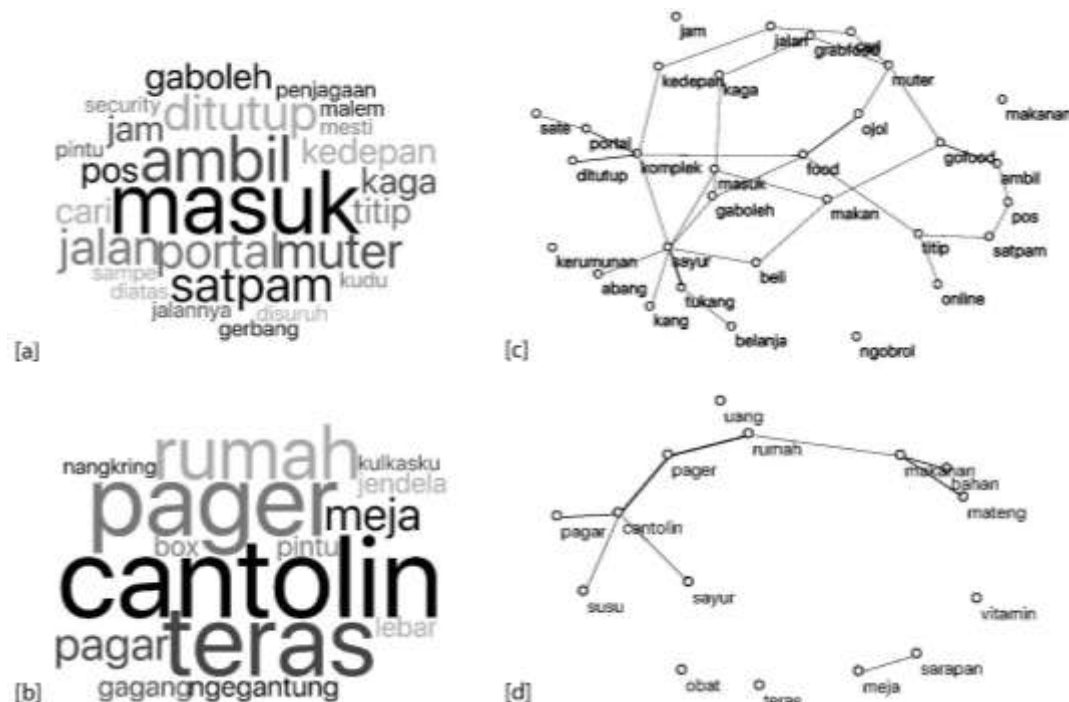 gaboleh penjagaan
security ditutup malem
jam mesti
pintu ambil kedepan
pos masuk kaga
cari titip
jalan portal muter
sampe satpam kudu
diatas
jalannya disuruh
gerbang
[a]
jam
jalan grabfood
kedepan muter
kaga
makanan
sate ojol
portal
ditutup komplek food gofood
masuk ambil
gaboleh makan pos
titip satpam
kerumunan sayur beli
abang tukang online
kang
belanja ngobrol
[c]
rumah
nangkring kulkasku
pager jendela
meja
box pintu
cantolin
teras lebar
pagar
gagang ngegantung
[b]
uang
rumah
pager makanan
bahan
mateng
pagar cantolin
susu sayur
vitamin
sarapan
obat meja
teras
[d]